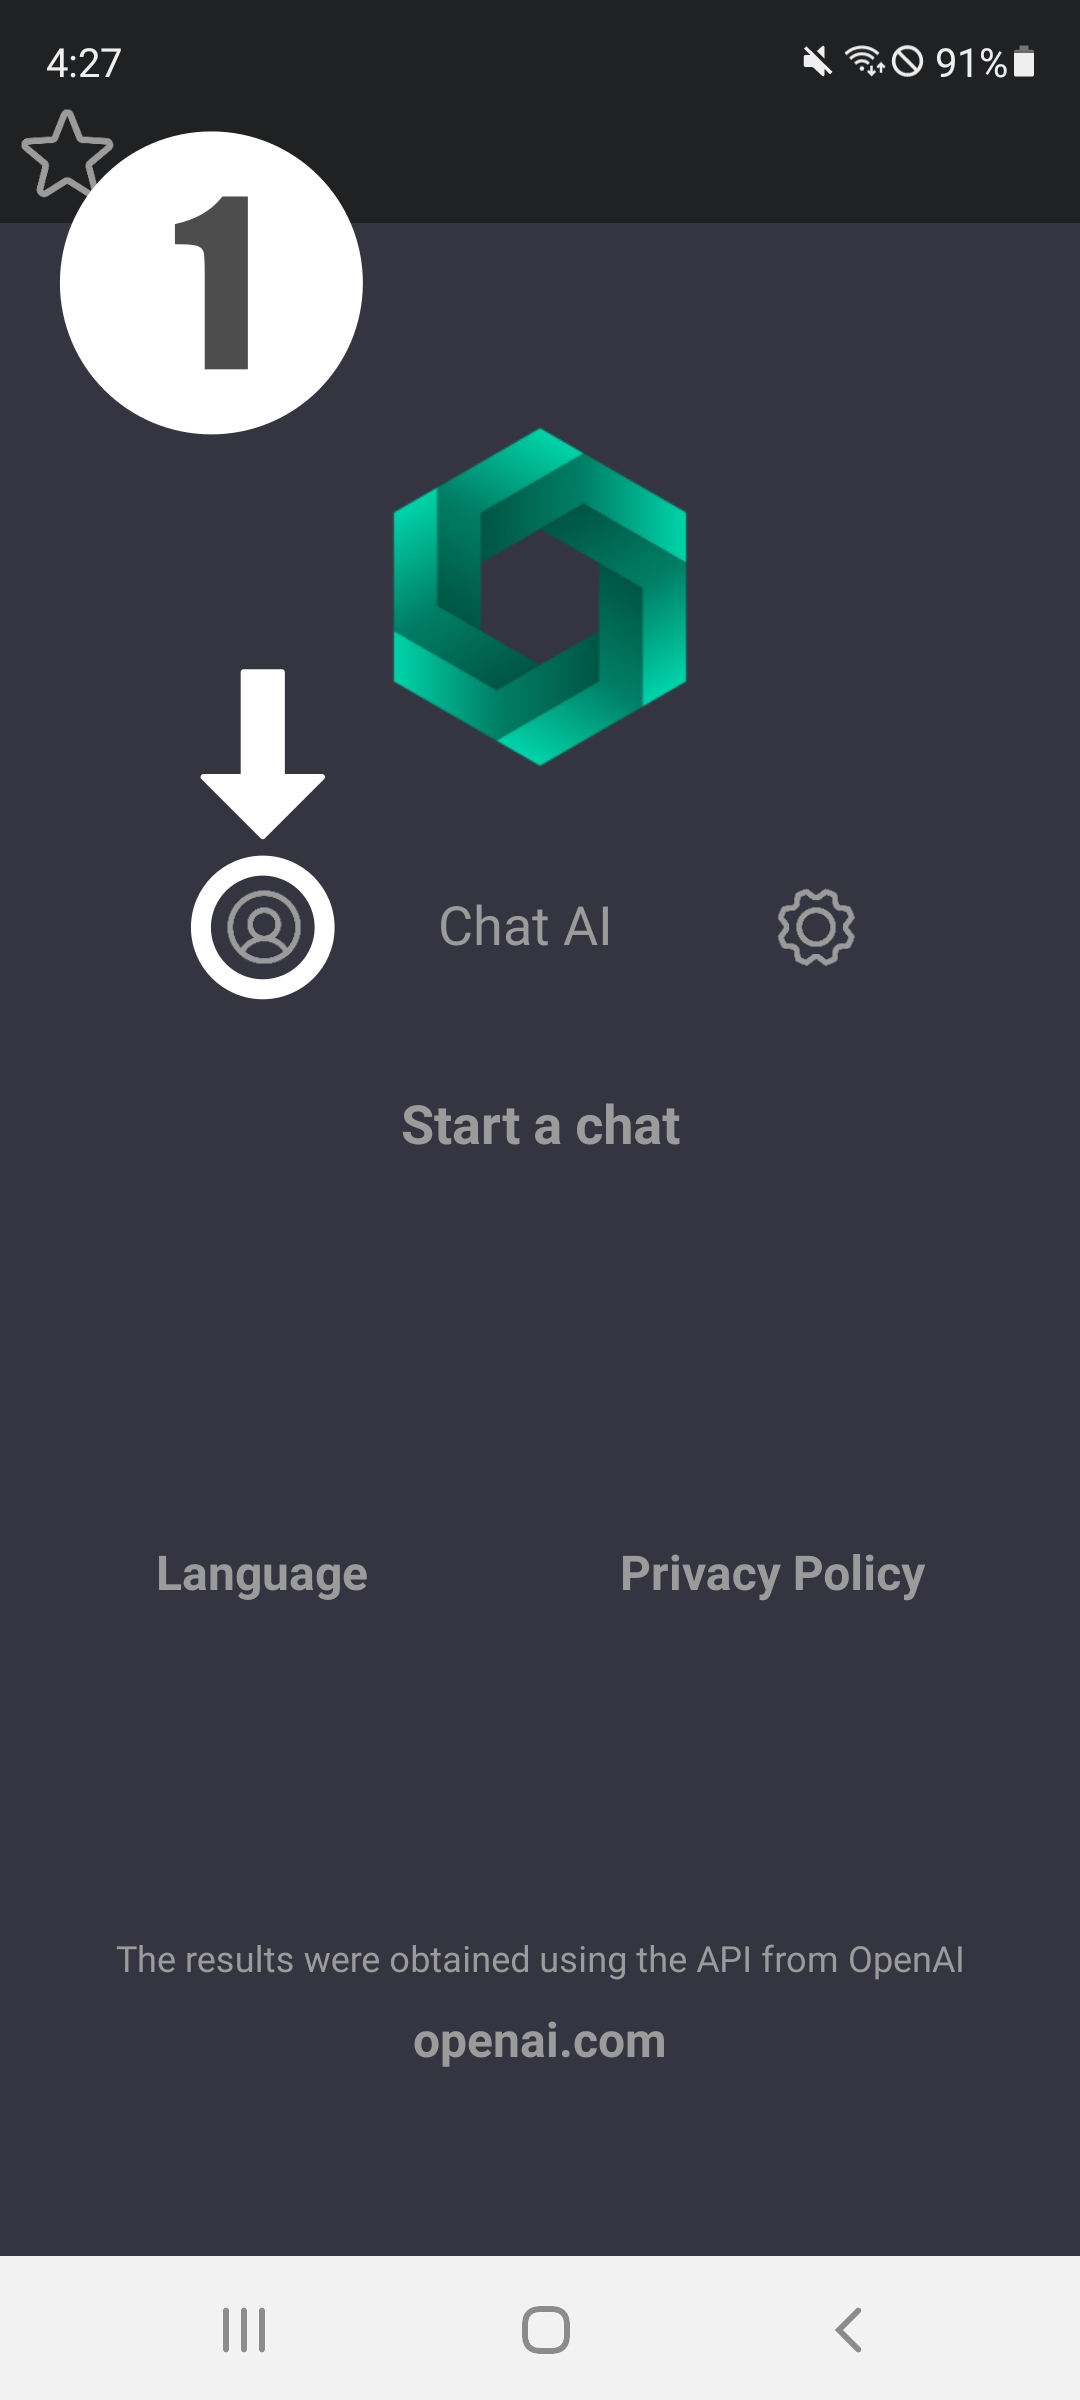 4:27
91%
1
Chat AI
Start a chat
Language
Privacy Policy
The results were obtained using the API from OpenAI
openai.com